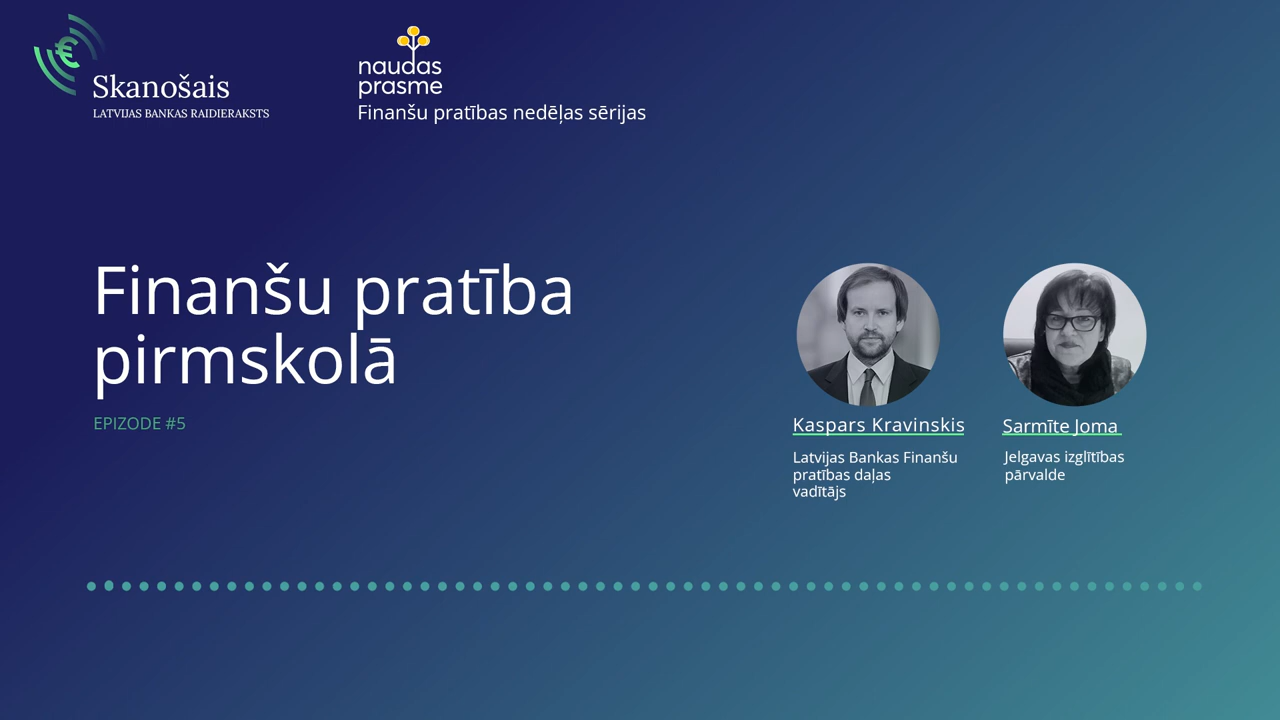 Skanošais
LATVIJAS BANKAS RAIDIERAKSTS
naudas
prasme
Finanšu pratības nedēļas sērijas
Finanšu pratība
pirmskolā
EPIZODE #5
Kaspars Kravinskis
Latvijas Bankas Finanšu
pratības daļas
vadītājs
Sarmīte Joma
Jelgavas izglītības
pārvalde